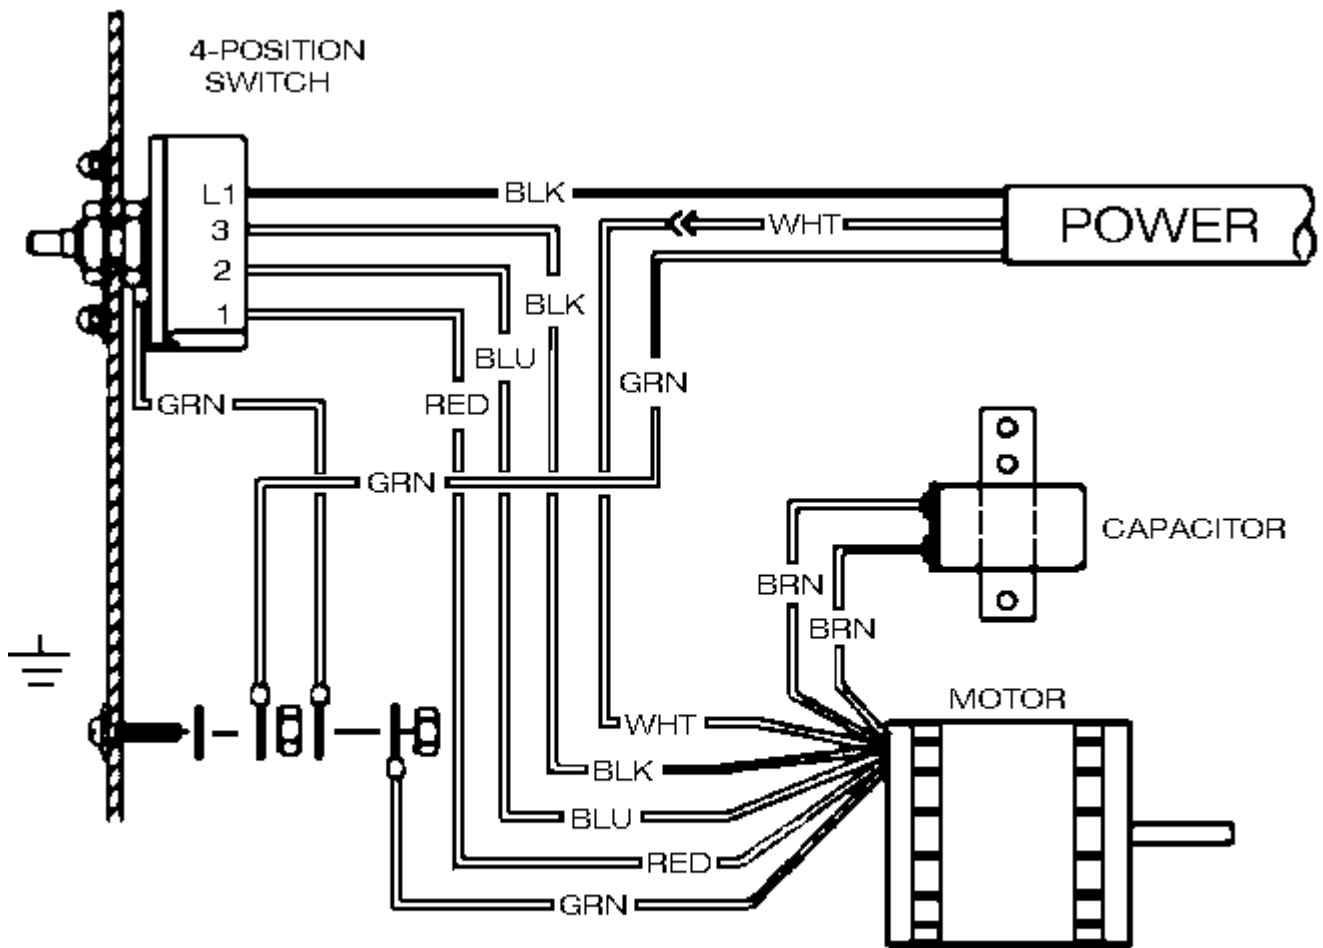 4-POSITION
SWITCH
L1
BLK
WHT
POWER
3
2
BLK
1
BLU
GRN
GRN
RED
GRN
CAPACITOR
BRN
BRN
MOTOR
WHT
BLK
BLU
RED
GRN